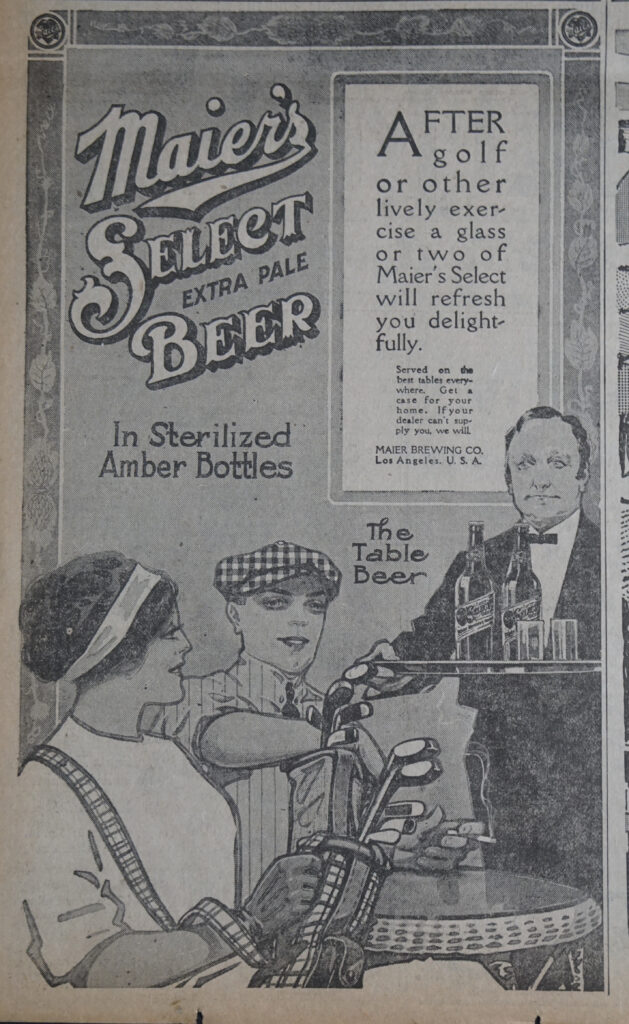 Maier's
SELECT
EXTRA PALE
BEER
In Sterilized
Amber Bottles
AFTER
golf
or other
lively exer-
cise a glass
or two of
Maier's Select
will refresh
you delight-
fully.
Served on the
best tables every-
where. Get a
case for your
home. If your
dealer can't sup-
ply you, we will.
MAIER BREWING CO.
Los Angeles, U. S. A.
The
Table
Beer